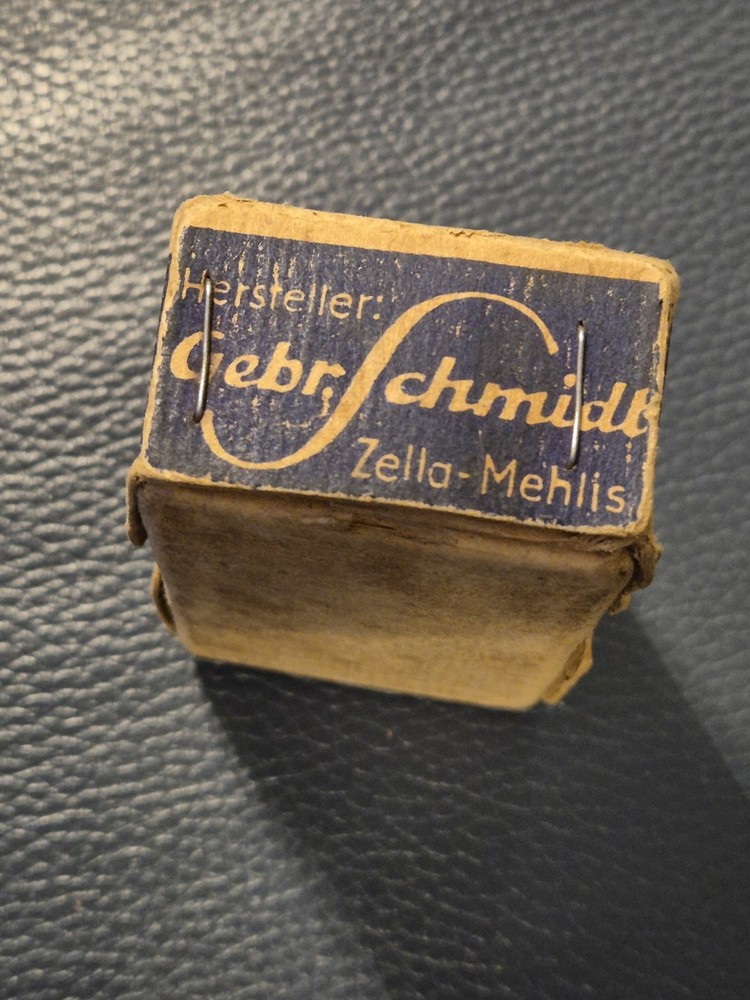 Hersteller:
Gebr. Schmidt
Zella-Mehlis